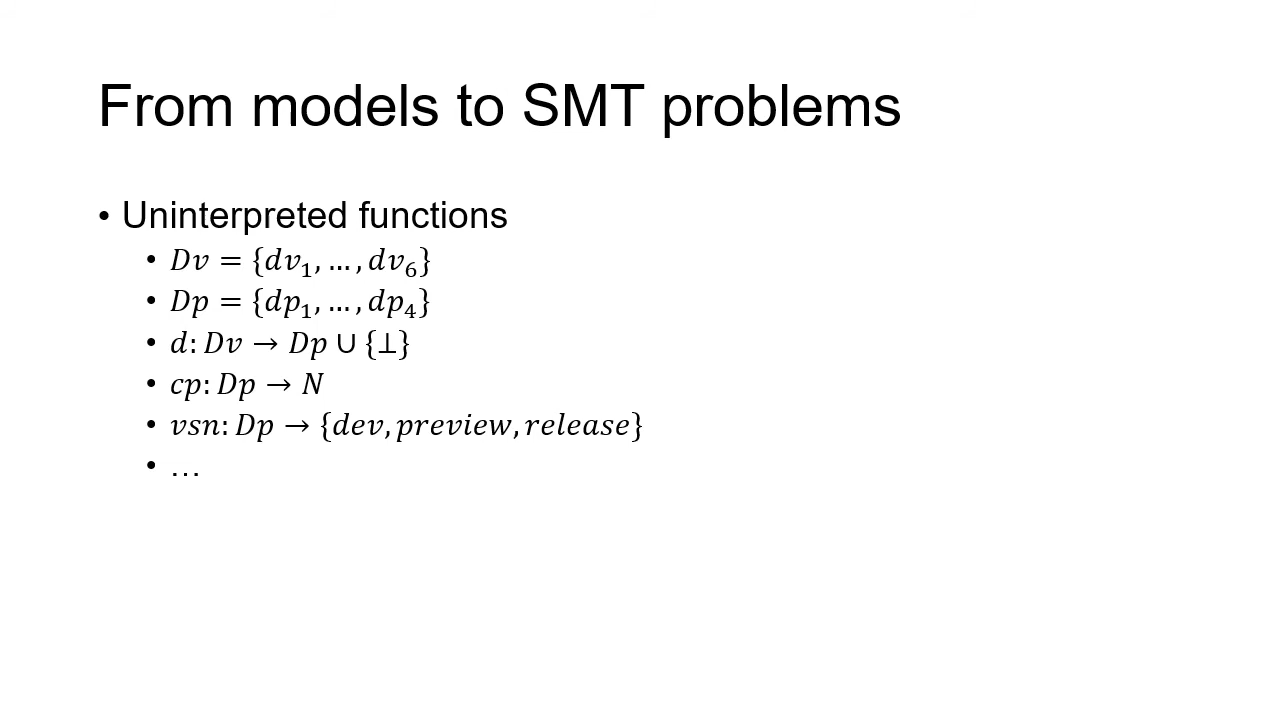 From models to SMT problems
• Uninterpreted functions
• Dv = {dv₁, …, dv₆}
• Dp = {dp₁, …, dp₄}
• d: Dv → Dp ∪ {⊥}
• cp: Dp → N
• vsn: Dp → {dev, preview, release}
• …